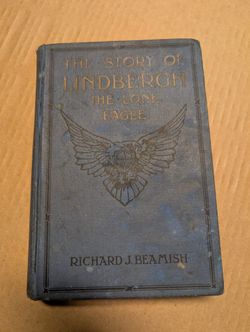 THE STORY OF
LINDBERGH
THE LONE
EAGLE
RICHARD J. BEAMISH